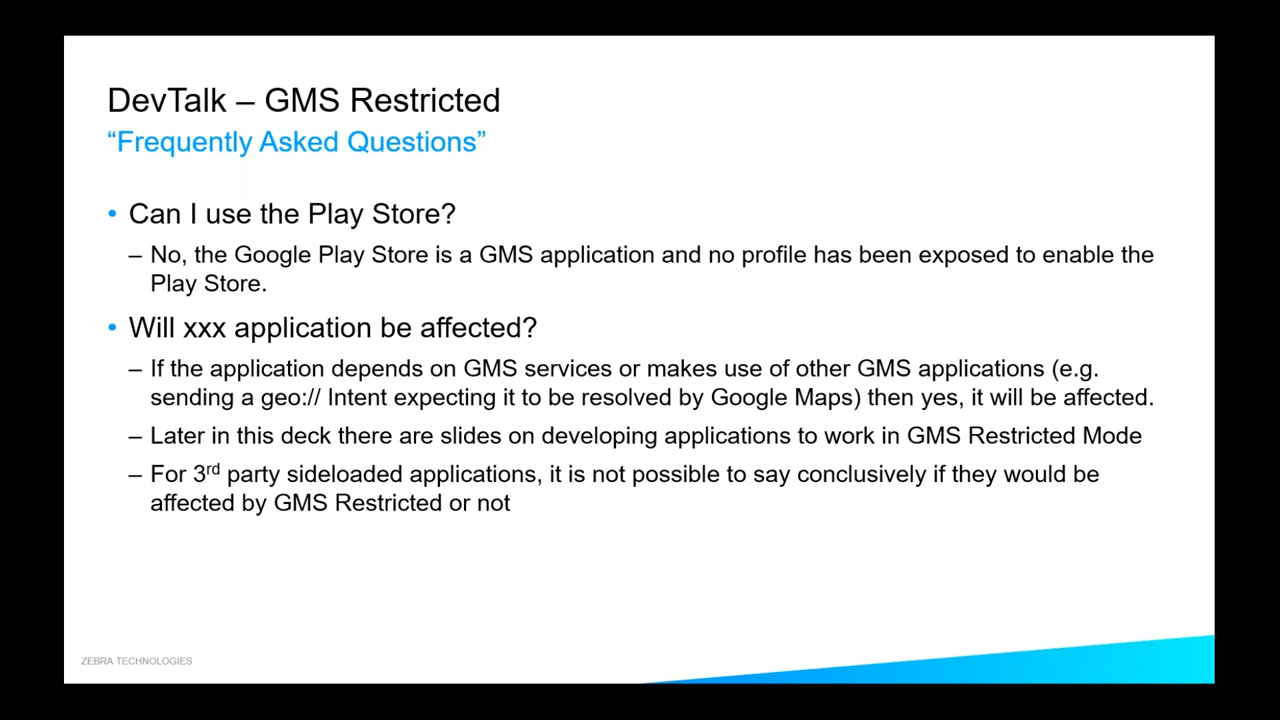 DevTalk – GMS Restricted
“Frequently Asked Questions”
• Can I use the Play Store?
– No, the Google Play Store is a GMS application and no profile has been exposed to enable the
Play Store.
• Will xxx application be affected?
– If the application depends on GMS services or makes use of other GMS applications (e.g.
sending a geo:// Intent expecting it to be resolved by Google Maps) then yes, it will be affected.
– Later in this deck there are slides on developing applications to work in GMS Restricted Mode
– For 3rd party sideloaded applications, it is not possible to say conclusively if they would be
affected by GMS Restricted or not
ZEBRA TECHNOLOGIES